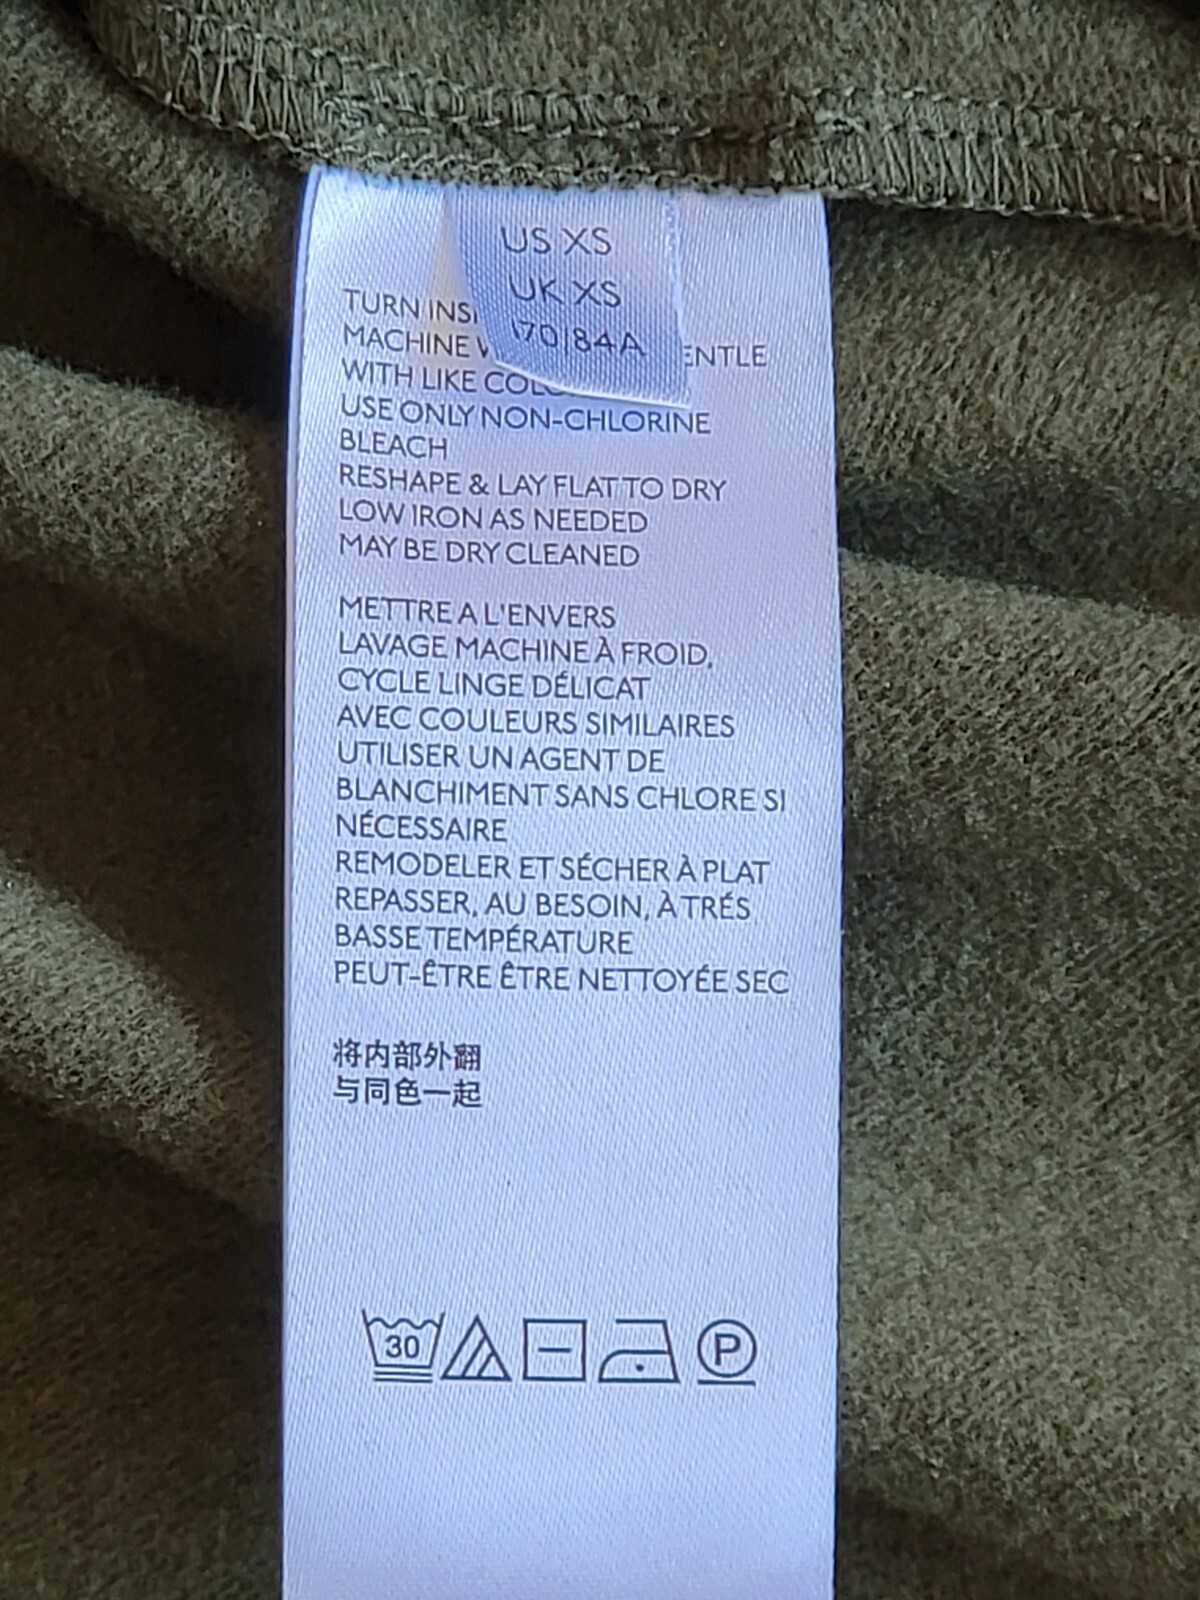 US XS
UK XS
170/84A
TURN
MACHINE
WITH LIKE
USE ONLY NON-CHLORINE
BLEACH
RESHAPE & LAY FLAT TO DRY
LOW IRON AS NEEDED
MAY BE DRY CLEANED
METTRE A L'ENVERS
LAVAGE MACHINE À FROID,
CYCLE LINGE DÉLICAT
AVEC COULEURS SIMILAIRES
UTILISER UN AGENT DE
BLANCHIMENT SANS CHLORE SI
NÉCESSAIRE
REMODELER ET SÉCHER À PLAT
REPASSER, AU BESOIN, À TRÉS
BASSE TEMPÉRATURE
PEUT-ÊTRE ÊTRE NETTOYÉE SEC
将内部外翻
与同色一起
30
P